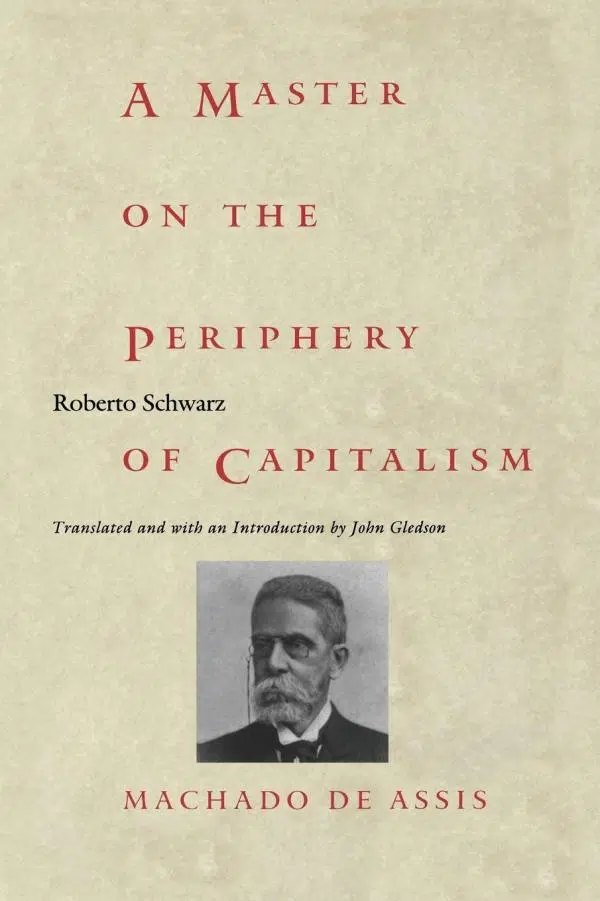 A MASTER
ON THE
PERIPHERY
Roberto Schwarz
OF CAPITALISM
Translated and with an Introduction by John Gledson
MACHADO DE ASSIS